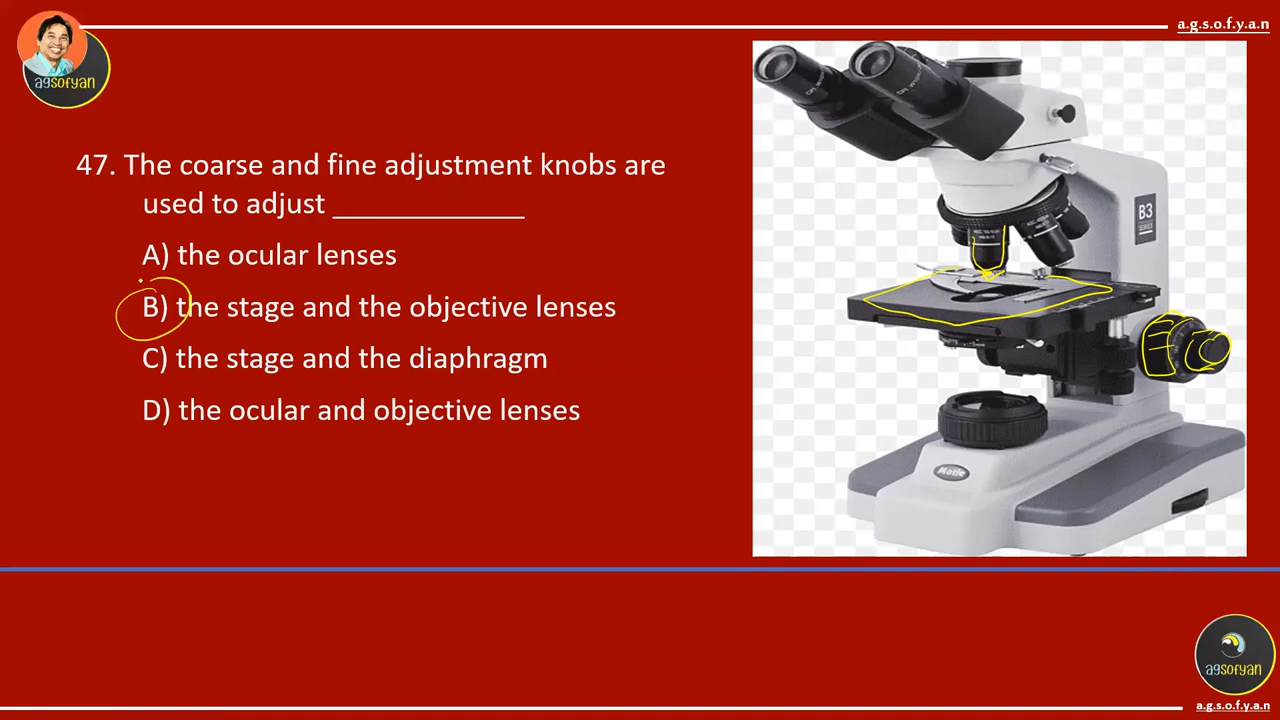 agsofyan
a.g.s.o.f.y.a.n
47. The coarse and fine adjustment knobs are
used to adjust ____________
A) the ocular lenses
B) the stage and the objective lenses
C) the stage and the diaphragm
D) the ocular and objective lenses
B3
Motic
agsofyan
a.g.s.o.f.y.a.n